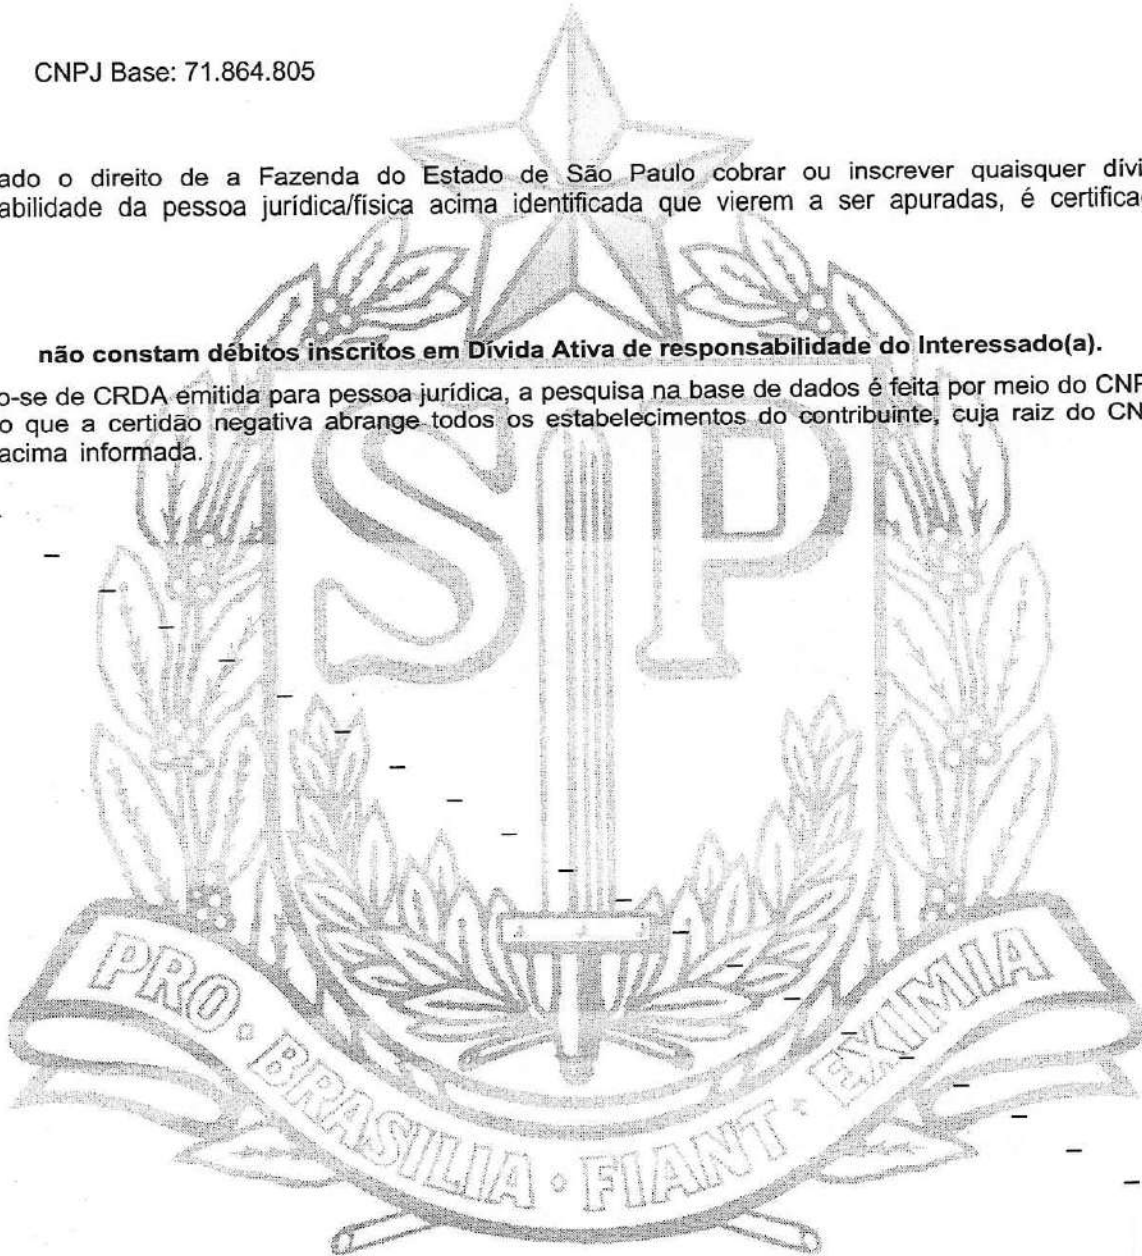 CNPJ Base: 71.864.805
ado o direito de a Fazenda do Estado de São Paulo cobrar ou inscrever quaisquer dívi
abilidade da pessoa jurídica/física acima identificada que vierem a ser apuradas, é certifica
não constam débitos inscritos em Dívida Ativa de responsabilidade do Interessado(a).
o-se de CRDA emitida para pessoa jurídica, a pesquisa na base de dados é feita por meio do CNP
o que a certidão negativa abrange todos os estabelecimentos do contribuinte, cuja raiz do CN
acima informada.
SP
PRO · BRASILIA · FIANT · EXIMIA